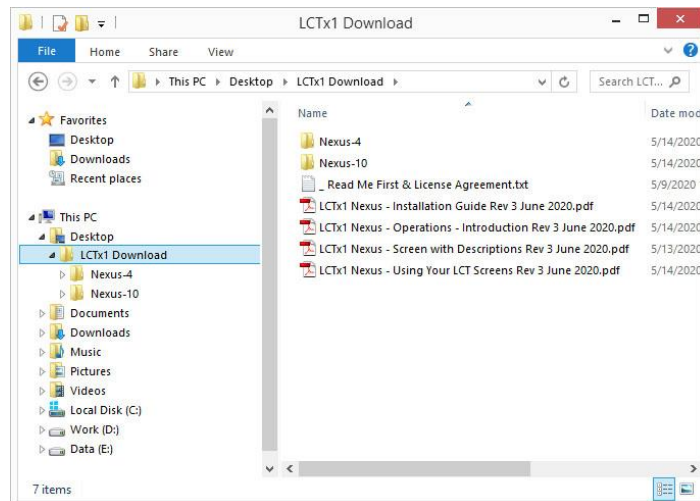 LCTx1 Download
File Home Share View
This PC Desktop LCTx1 Download
Search LCT...
Name Date mod
Nexus-4 5/14/2020
Nexus-10 5/14/2020
_ Read Me First & License Agreement.txt 5/9/2020
LCTx1 Nexus - Installation Guide Rev 3 June 2020.pdf 5/14/2020
LCTx1 Nexus - Operations - Introduction Rev 3 June 2020.pdf 5/14/2020
LCTx1 Nexus - Screen with Descriptions Rev 3 June 2020.pdf 5/13/2020
LCTx1 Nexus - Using Your LCT Screens Rev 3 June 2020.pdf 5/14/2020
Favorites
Desktop
Downloads
Recent places
This PC
Desktop
LCTx1 Download
Nexus-4
Nexus-10
Documents
Downloads
Music
Pictures
Videos
Local Disk (C:)
Work (D:)
Data (E:)
7 items